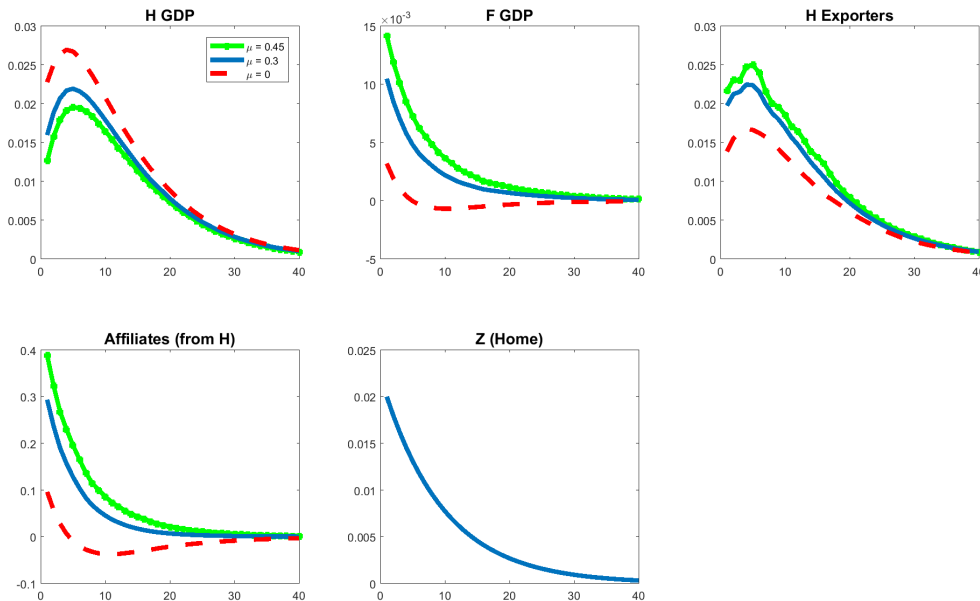 H GDP
0.03
0.025
0.02
0.015
0.01
0.005
0
0 10 20 30 40
μ = 0.45
μ = 0.3
μ = 0
F GDP
×10⁻³
15
10
5
0
-5
0 10 20 30 40
H Exporters
0.03
0.025
0.02
0.015
0.01
0.005
0
0 10 20 30 40
Affiliates (from H)
0.4
0.3
0.2
0.1
0
-0.1
0 10 20 30 40
Z (Home)
0.025
0.02
0.015
0.01
0.005
0
0 10 20 30 40